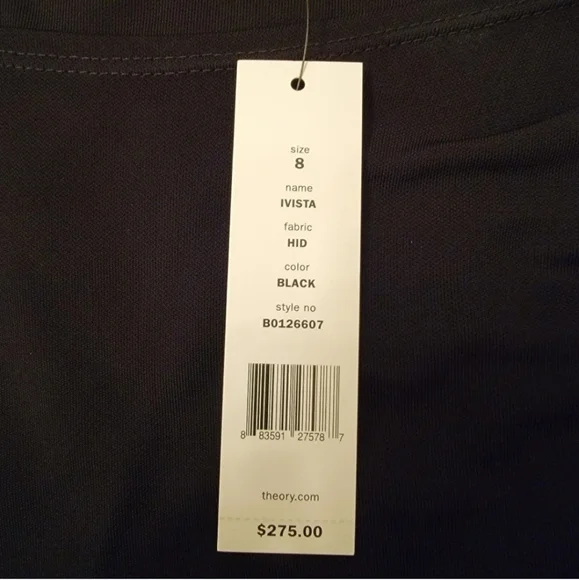 size
8
name
IVISTA
fabric
HID
color
BLACK
style no
B0126607
8 83591 27578 7
theory.com
$275.00